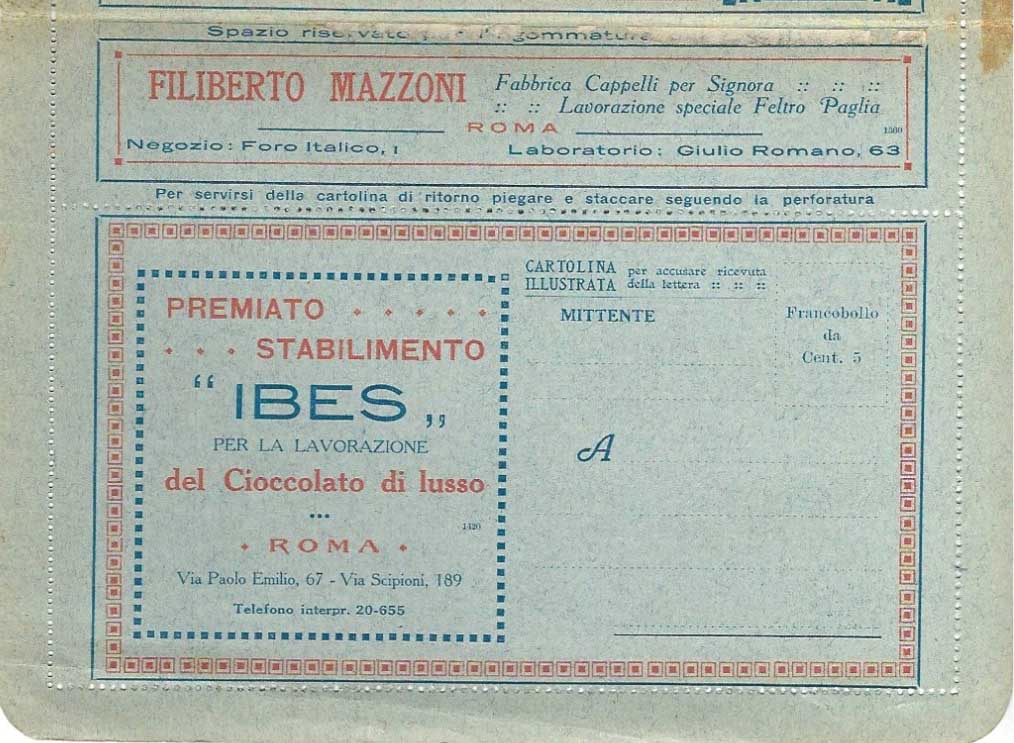 Spazio riservato l'ingommatura
FILIBERTO MAZZONI
Fabbrica Cappelli per Signora :: :: ::
:: :: Lavorazione speciale Feltro Paglia
ROMA
1360
Negozio: Foro Italico, 1
Laboratorio: Giulio Romano, 63
Per servirsi della cartolina di ritorno piegare e staccare seguendo la perforatura
PREMIATO
STABILIMENTO
“IBES„
PER LA LAVORAZIONE
del Cioccolato di lusso
1420
ROMA
Via Paolo Emilio, 67 - Via Scipioni, 189
Telefono interpr. 20-655
CARTOLINA per accusare ricevuta
ILLUSTRATA della lettera :: :: ::
MITTENTE
Francobollo
da
Cent. 5
A